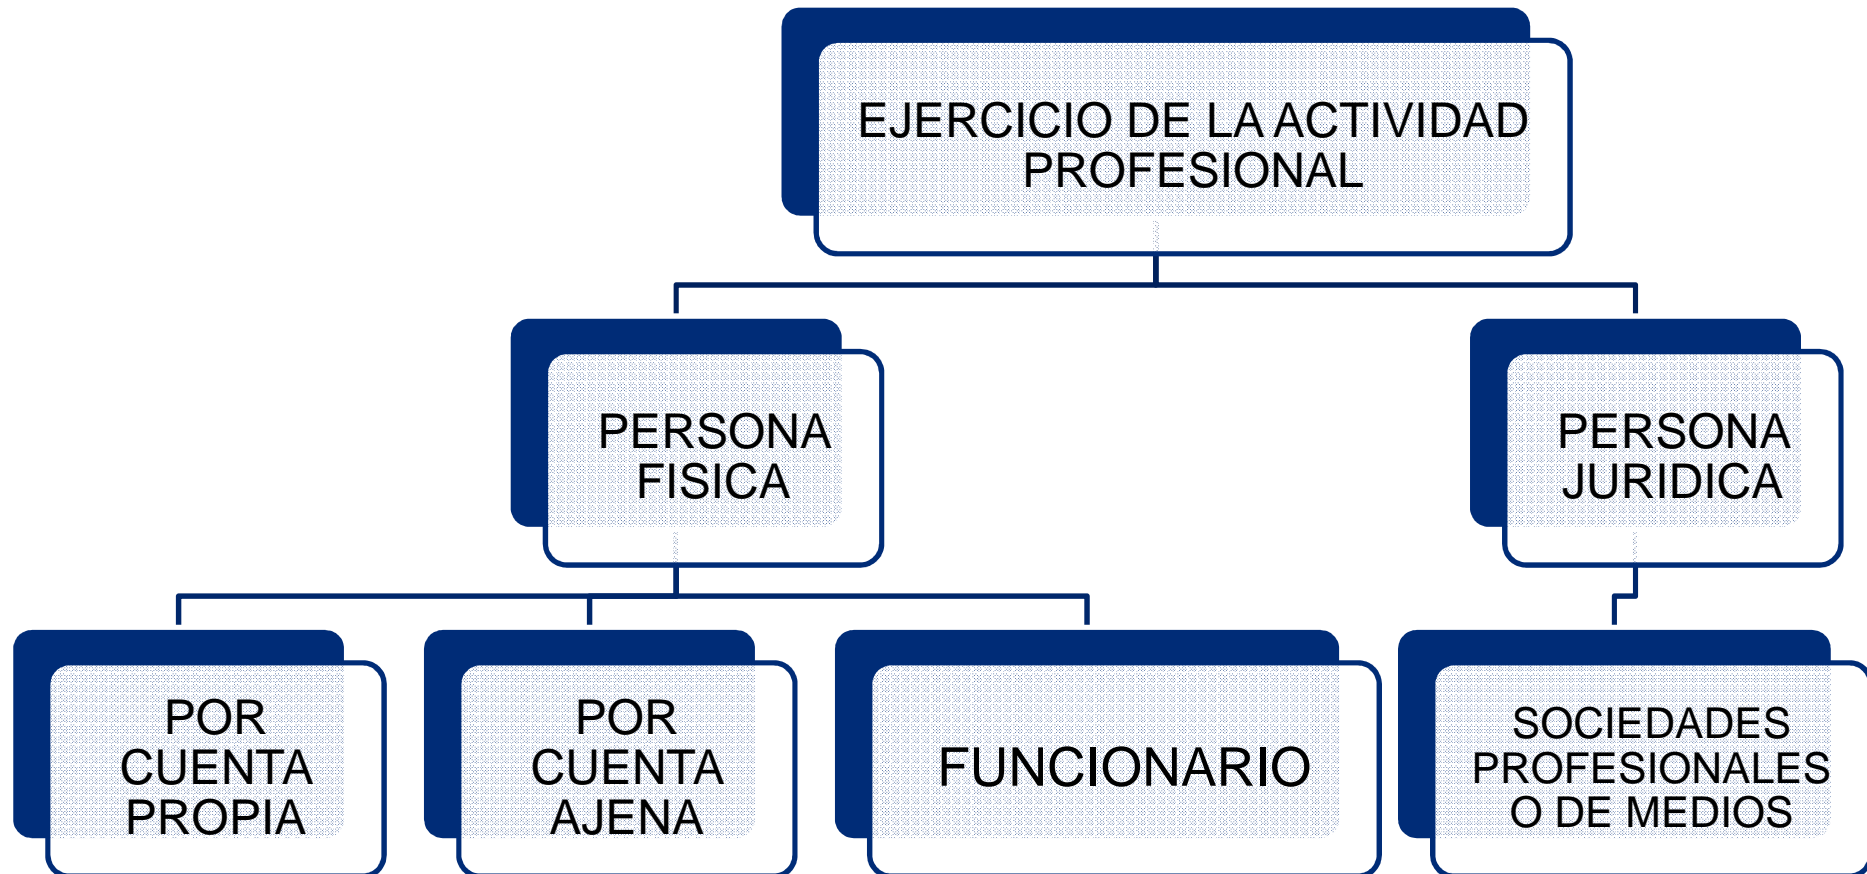 EJERCICIO DE LA ACTIVIDAD
PROFESIONAL
PERSONA
FISICA
PERSONA
JURIDICA
POR
CUENTA
PROPIA
POR
CUENTA
AJENA
FUNCIONARIO
SOCIEDADES
PROFESIONALES
O DE MEDIOS